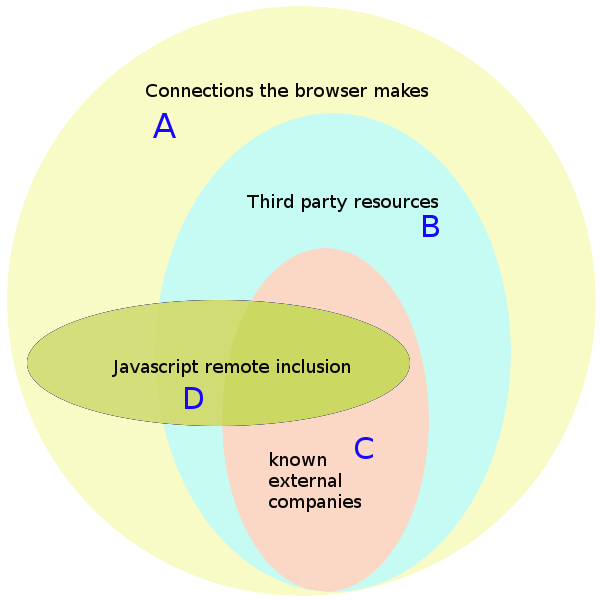 Connections the browser makes
A
Third party resources
B
Javascript remote inclusion
D
C
known
external
companies